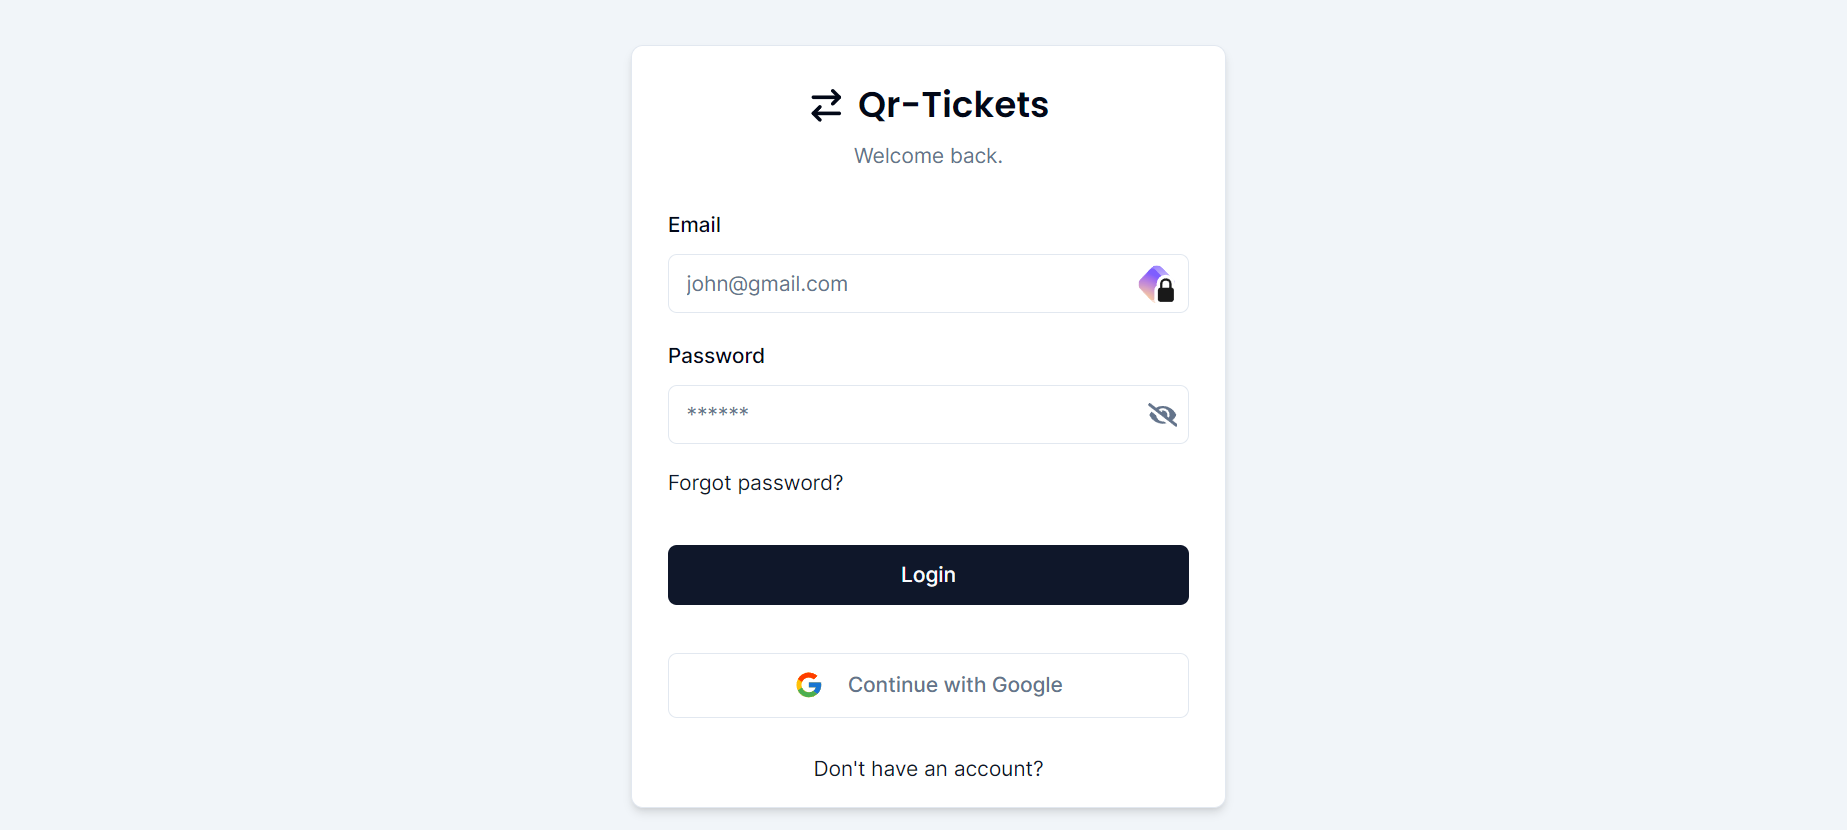 Qr-Tickets
Welcome back.
Email
john@gmail.com
Password
******
Forgot password?
Login
Continue with Google
Don't have an account?